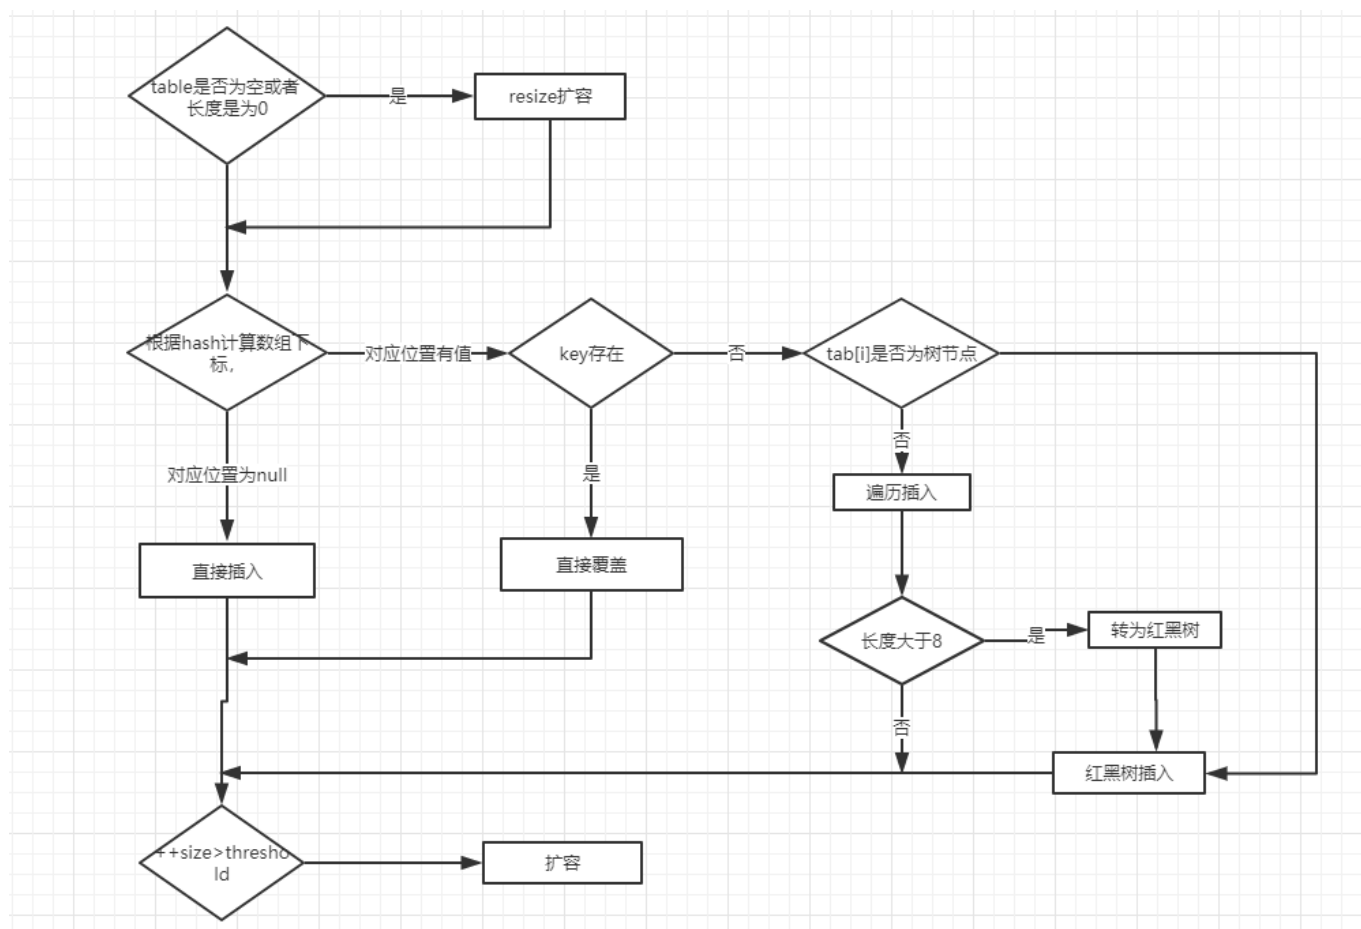 table是否为空或者
长度是为0
是
resize扩容
根据hash计算数组下
标，
对应位置有值
key存在
否
tab[i]是否为树节点
对应位置为null
是
否
遍历插入
直接插入
直接覆盖
长度大于8
是
转为红黑树
否
红黑树插入
++size>thresho
ld
扩容